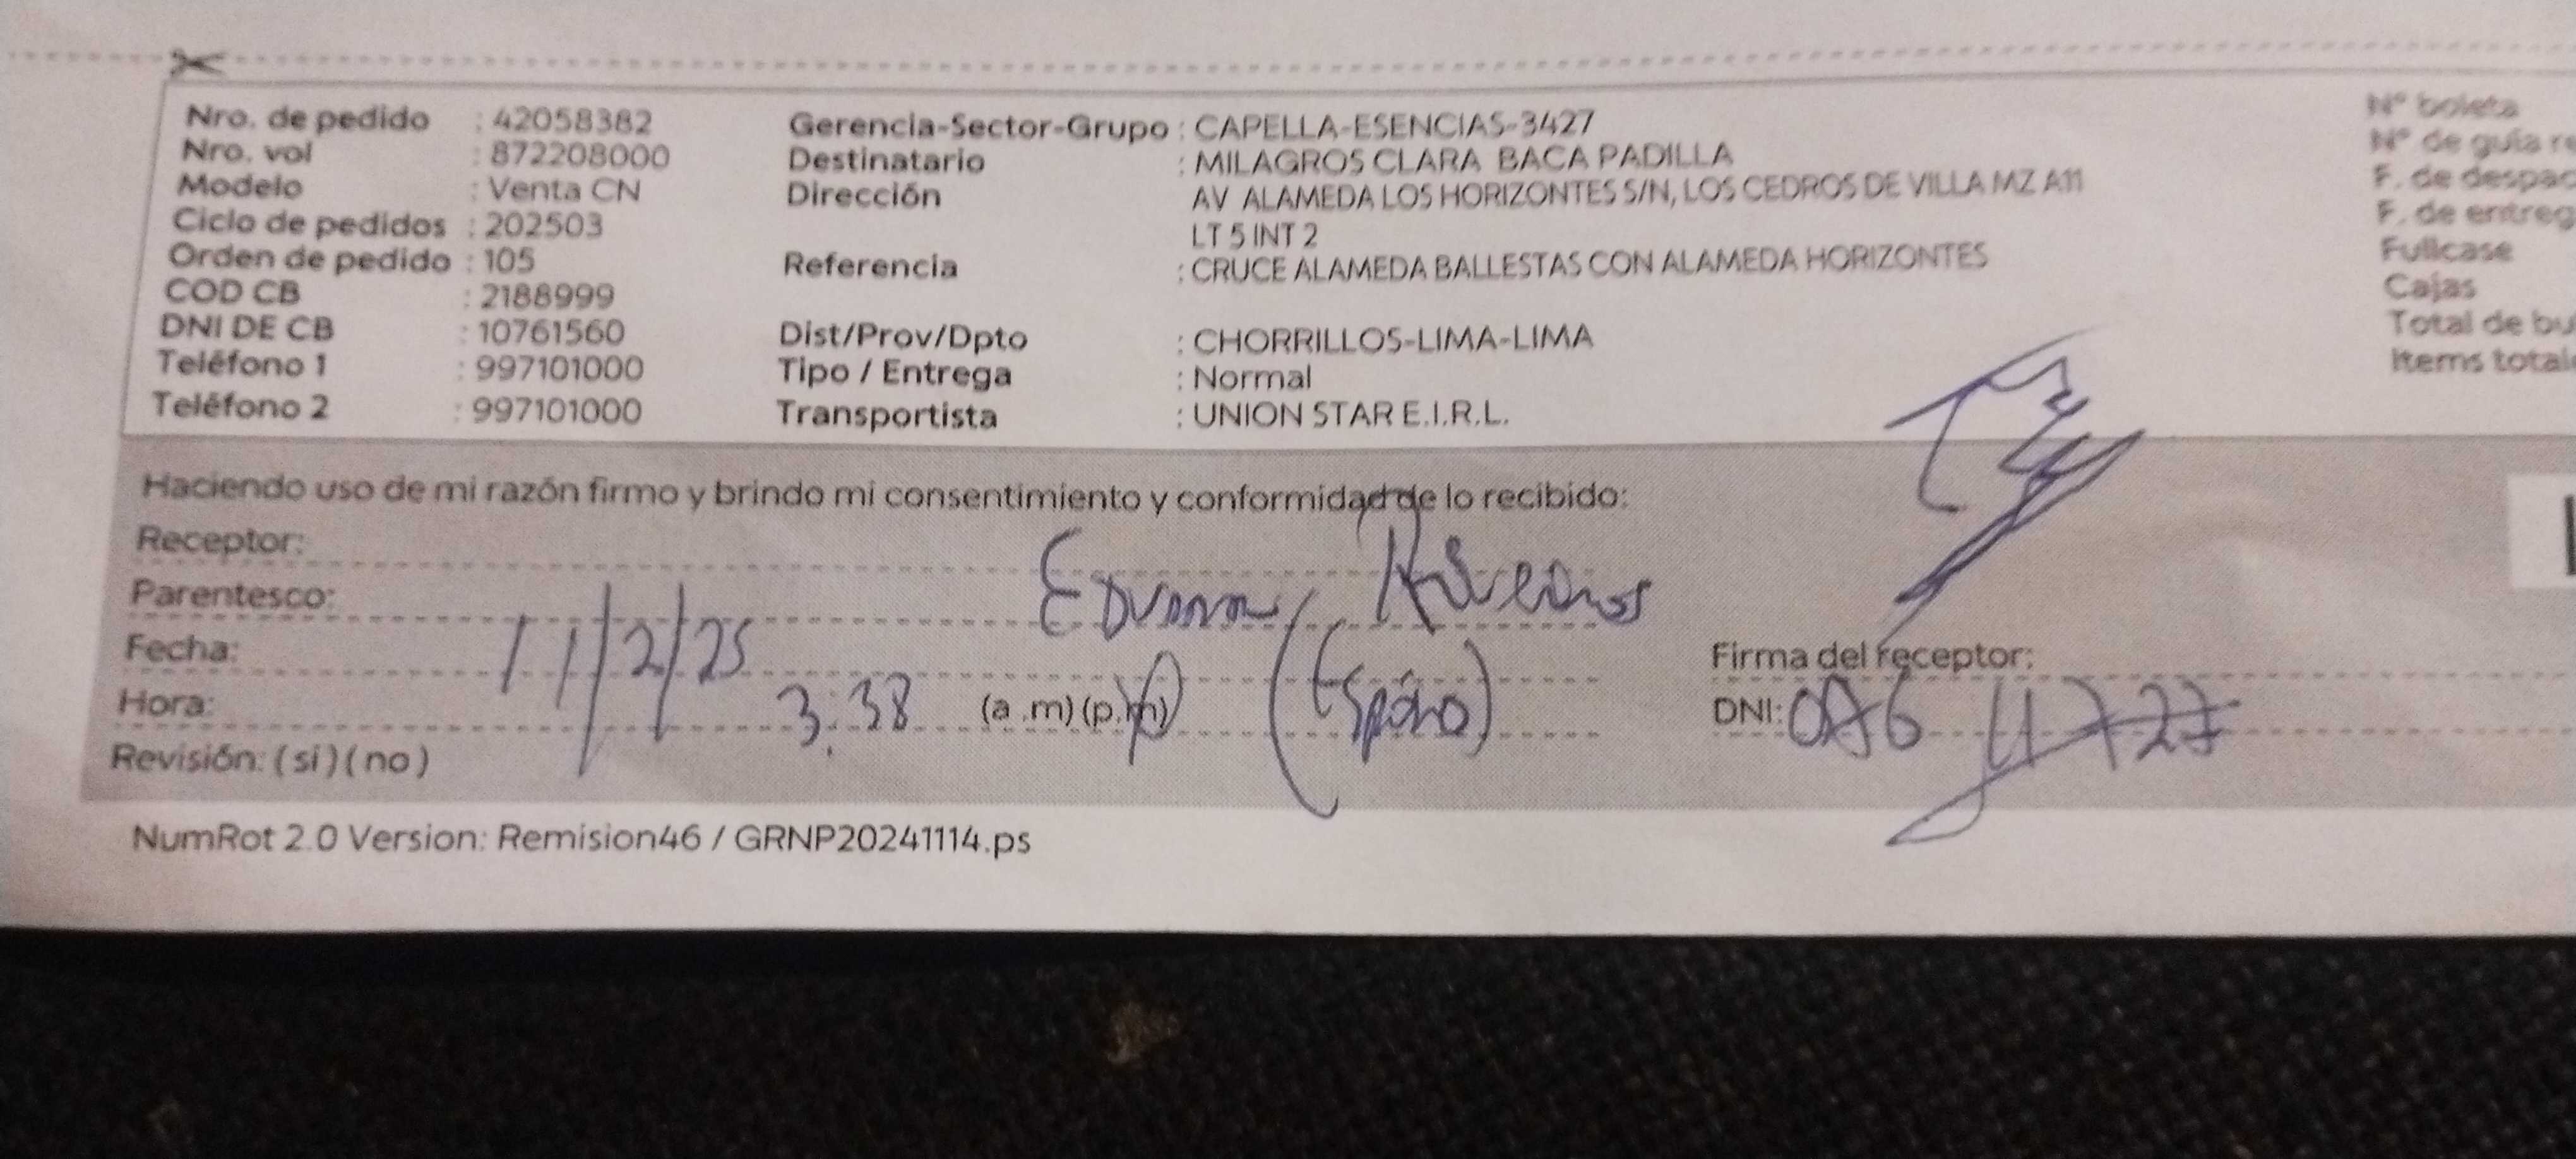 Nro. de pedido : 42058382
Nro. vol : 872208000
Modelo : Venta CN
Ciclo de pedidos : 202503
Orden de pedido : 105
COD CB : 2188999
DNI DE CB : 10761560
Teléfono 1 : 997101000
Teléfono 2 : 997101000
Gerencia-Sector-Grupo : CAPELLA-ESENCIAS-3427
Destinatario : MILAGROS CLARA BACA PADILLA
Dirección AV ALAMEDA LOS HORIZONTES S/N, LOS CEDROS DE VILLA MZ A11
LT 5 INT 2
Referencia : CRUCE ALAMEDA BALLESTAS CON ALAMEDA HORIZONTES
Dist/Prov/Dpto : CHORRILLOS-LIMA-LIMA
Tipo / Entrega : Normal
Transportista : UNION STAR E.I.R.L.
N° boleta
N° de guía
F. de
F. de
Fullcase
Cajas
Total de
Items
Haciendo uso de mi razón firmo y brindo mi consentimiento y conformidad de lo recibido:
Receptor:
Parentesco:
Fecha: 11/2/25
Hora: 3:38 (a .m) (p.m) (Esposo)
Revisión: ( si ) ( no )
Firma del receptor:
DNI:
NumRot 2.0 Version: Remision46 / GRNP20241114.ps